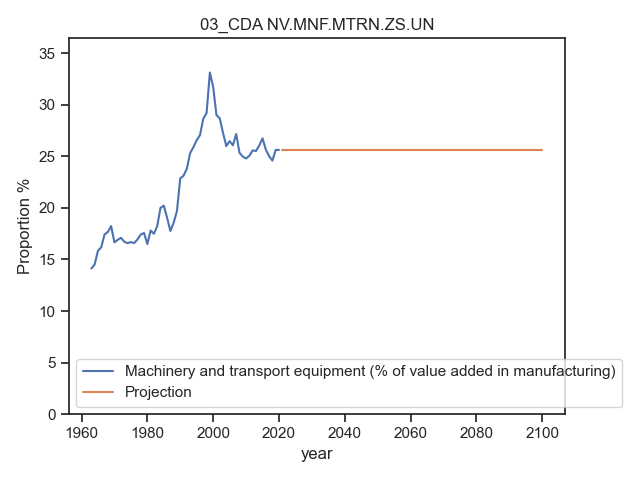 03_CDA NV.MNF.MTRN.ZS.UN
35
30
25
20
15
10
5
0
Proportion %
Machinery and transport equipment (% of value added in manufacturing)
Projection
1960 1980 2000 2020 2040 2060 2080 2100
year